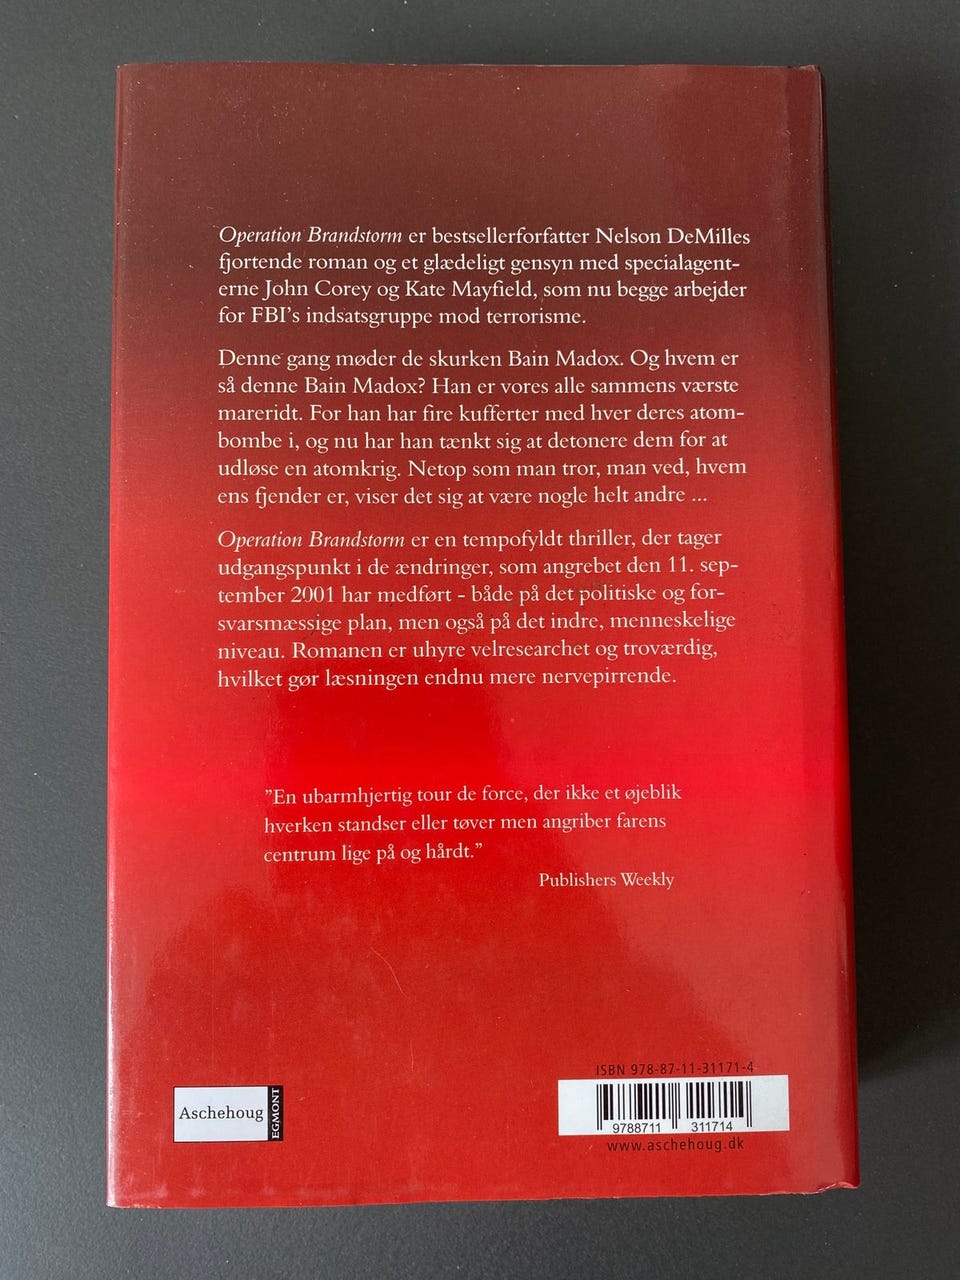 Operation Brandstorm er bestsellerforfatter Nelson DeMilles
fjortende roman og et glædeligt gensyn med specialagent-
erne John Corey og Kate Mayfield, som nu begge arbejder
for FBI's indsatsgruppe mod terrorisme.
Denne gang møder de skurken Bain Madox. Og hvem er
så denne Bain Madox? Han er vores alle sammens værste
mareridt. For han har fire kufferter med hver deres atom-
bombe i, og nu har han tænkt sig at detonere dem for at
udløse en atomkrig. Netop som man tror, man ved, hvem
ens fjender er, viser det sig at være nogle helt andre ...
Operation Brandstorm er en tempofyldt thriller, der tager
udgangspunkt i de ændringer, som angrebet den 11. sep-
tember 2001 har medført - både på det politiske og for-
svarsmæssige plan, men også på det indre, menneskelige
niveau. Romanen er uhyre velresearchet og troværdig,
hvilket gør læsningen endnu mere nervepirrende.
"En ubarmhjertig tour de force, der ikke et øjeblik
hverken standser eller tøver men angriber farens
centrum lige på og hårdt."
Publishers Weekly
Aschehoug
EGMONT
ISBN 978-87-11-31171-4
9788711 311714
www.aschehoug.dk